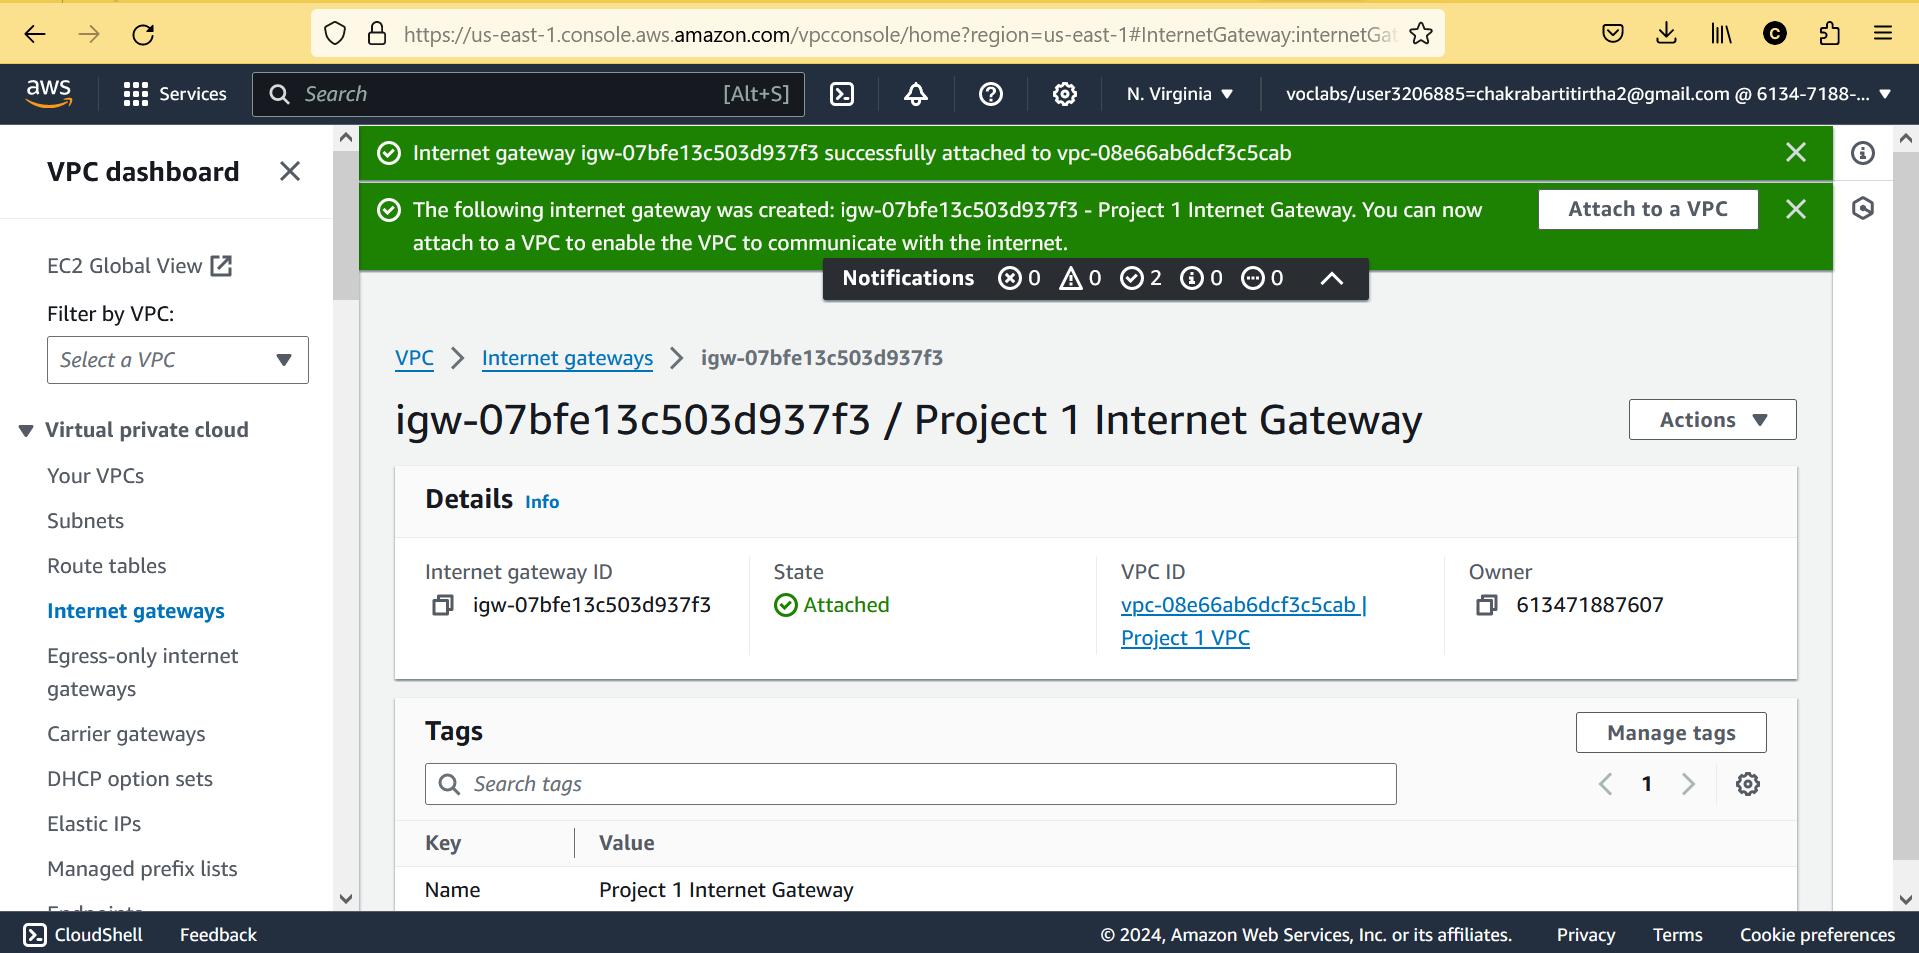 https://us-east-1.console.aws.amazon.com/vpcconsole/home?region=us-east-1#InternetGateway:internetGat
aws
Services
Search
[Alt+S]
N. Virginia
voclabs/user3206885=chakrabartitirtha2@gmail.com @ 6134-7188-...
VPC dashboard
EC2 Global View
Filter by VPC:
Select a VPC
Virtual private cloud
Your VPCs
Subnets
Route tables
Internet gateways
Egress-only internet
gateways
Carrier gateways
DHCP option sets
Elastic IPs
Managed prefix lists
Endpoints
Internet gateway igw-07bfe13c503d937f3 successfully attached to vpc-08e66ab6dcf3c5cab
The following internet gateway was created: igw-07bfe13c503d937f3 - Project 1 Internet Gateway. You can now
attach to a VPC to enable the VPC to communicate with the internet.
Attach to a VPC
Notifications 0 0 2 0 0
VPC Internet gateways igw-07bfe13c503d937f3
igw-07bfe13c503d937f3 / Project 1 Internet Gateway
Actions
Details Info
Internet gateway ID
igw-07bfe13c503d937f3
State
Attached
VPC ID
vpc-08e66ab6dcf3c5cab |
Project 1 VPC
Owner
613471887607
Tags
Manage tags
Search tags
1
Key Value
Name Project 1 Internet Gateway
CloudShell
Feedback
© 2024, Amazon Web Services, Inc. or its affiliates.
Privacy
Terms
Cookie preferences